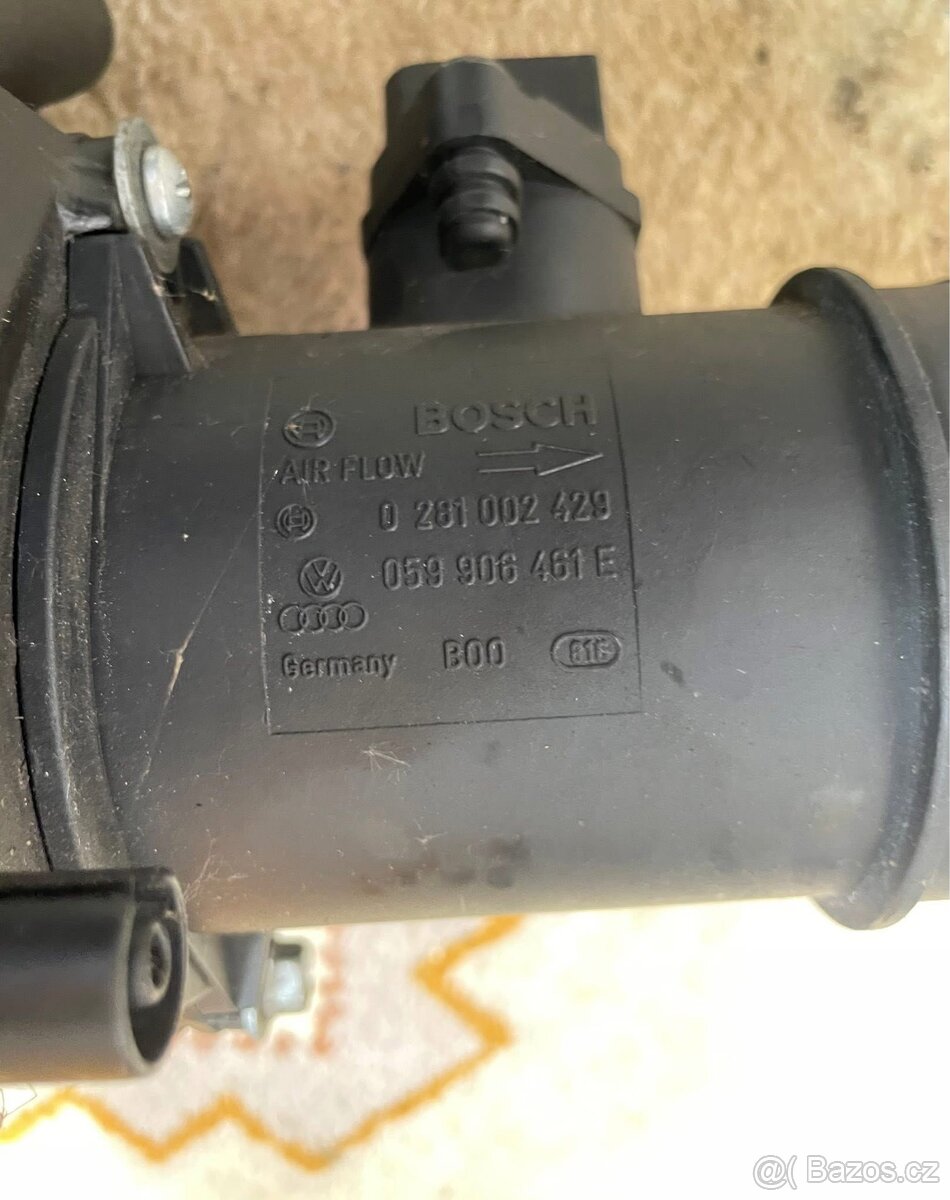 BOSCH
AIR FLOW
0 281 002 429
059 906 461 E
Germany B00
@( Bazos.cz